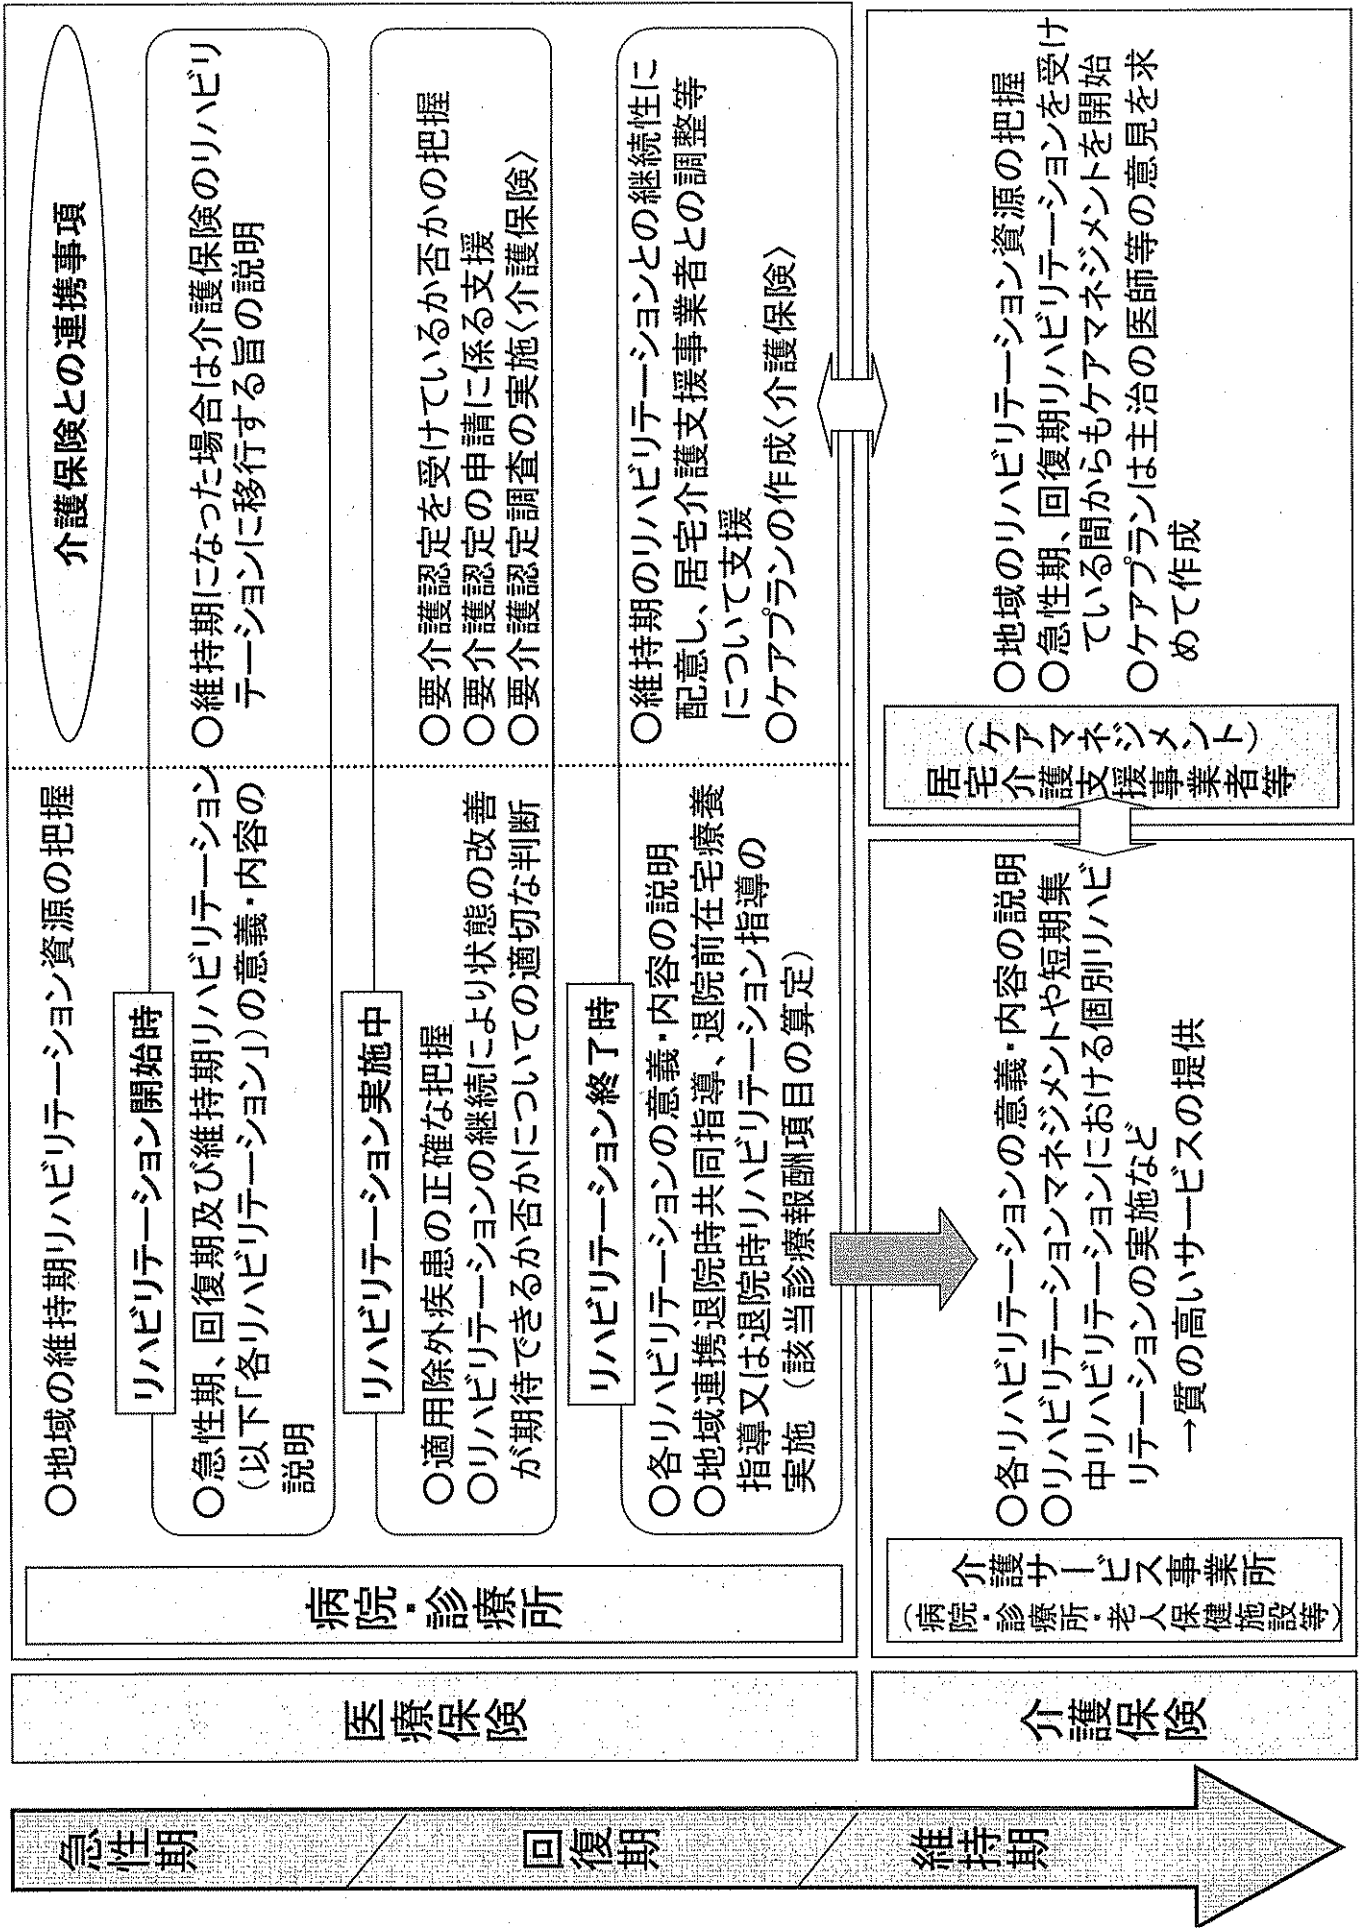 急性期
回復期
維持期
医療保険
介護保険
病院・診療所
○地域の維持期リハビリテーション資源の把握
介護保険との連携事項
リハビリテーション開始時
○急性期、回復期及び維持期リハビリテーション
（以下「各リハビリテーション」）の意義・内容の
説明
○維持期になった場合は介護保険のリハビリ
テーションに移行する旨の説明
リハビリテーション実施中
○適用除外疾患の正確な把握
○リハビリテーションの継続により状態の改善
が期待できるか否かについての適切な判断
○要介護認定を受けているか否かの把握
○要介護認定の申請に係る支援
○要介護認定調査の実施〈介護保険〉
リハビリテーション終了時
○各リハビリテーションの意義・内容の説明
○地域連携退院時共同指導、退院前在宅療養
指導又は退院時リハビリテーション指導の
実施（該当診療報酬項目の算定）
○維持期のリハビリテーションとの継続性に
配意し、居宅介護支援事業者との調整等
について支援
○ケアプランの作成〈介護保険〉
介護サービス事業所
（病院・診療所・老人保健施設等）
○各リハビリテーションの意義・内容の説明
○リハビリテーションマネジメントや短期集
中リハビリテーションにおける個別リハビ
リテーションの実施など
→質の高いサービスの提供
居宅介護支援事業者等
（ケアマネジメント）
○地域のリハビリテーション資源の把握
○急性期、回復期リハビリテーションを受け
ている間からもケアマネジメントを開始
○ケアプランは主治の医師等の意見を求
めて作成